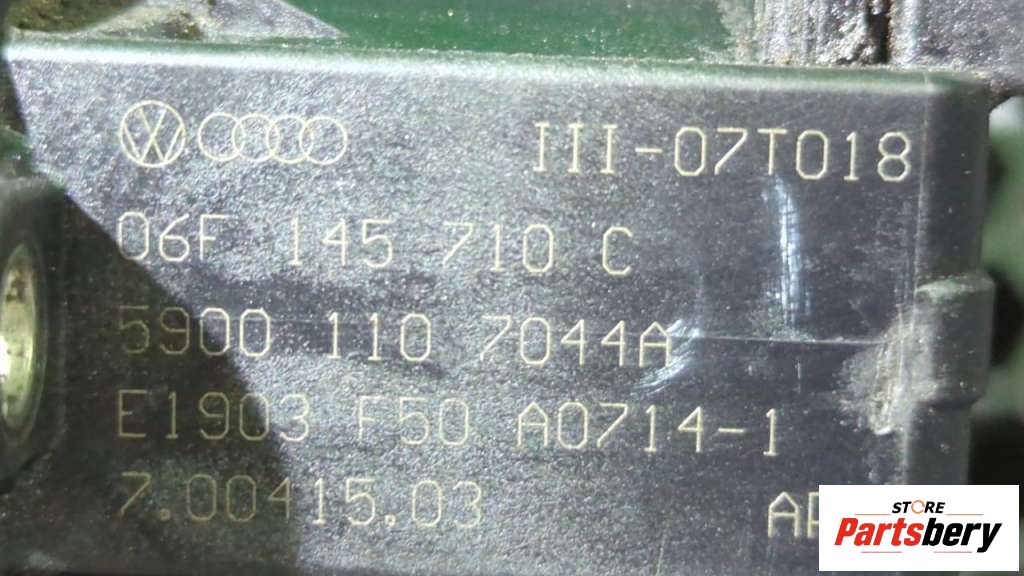 III-07T018
06F 145 710 C
5900 110 7044A
E1903 F50 A0714-1
7.00415.03
STORE
Partsbery